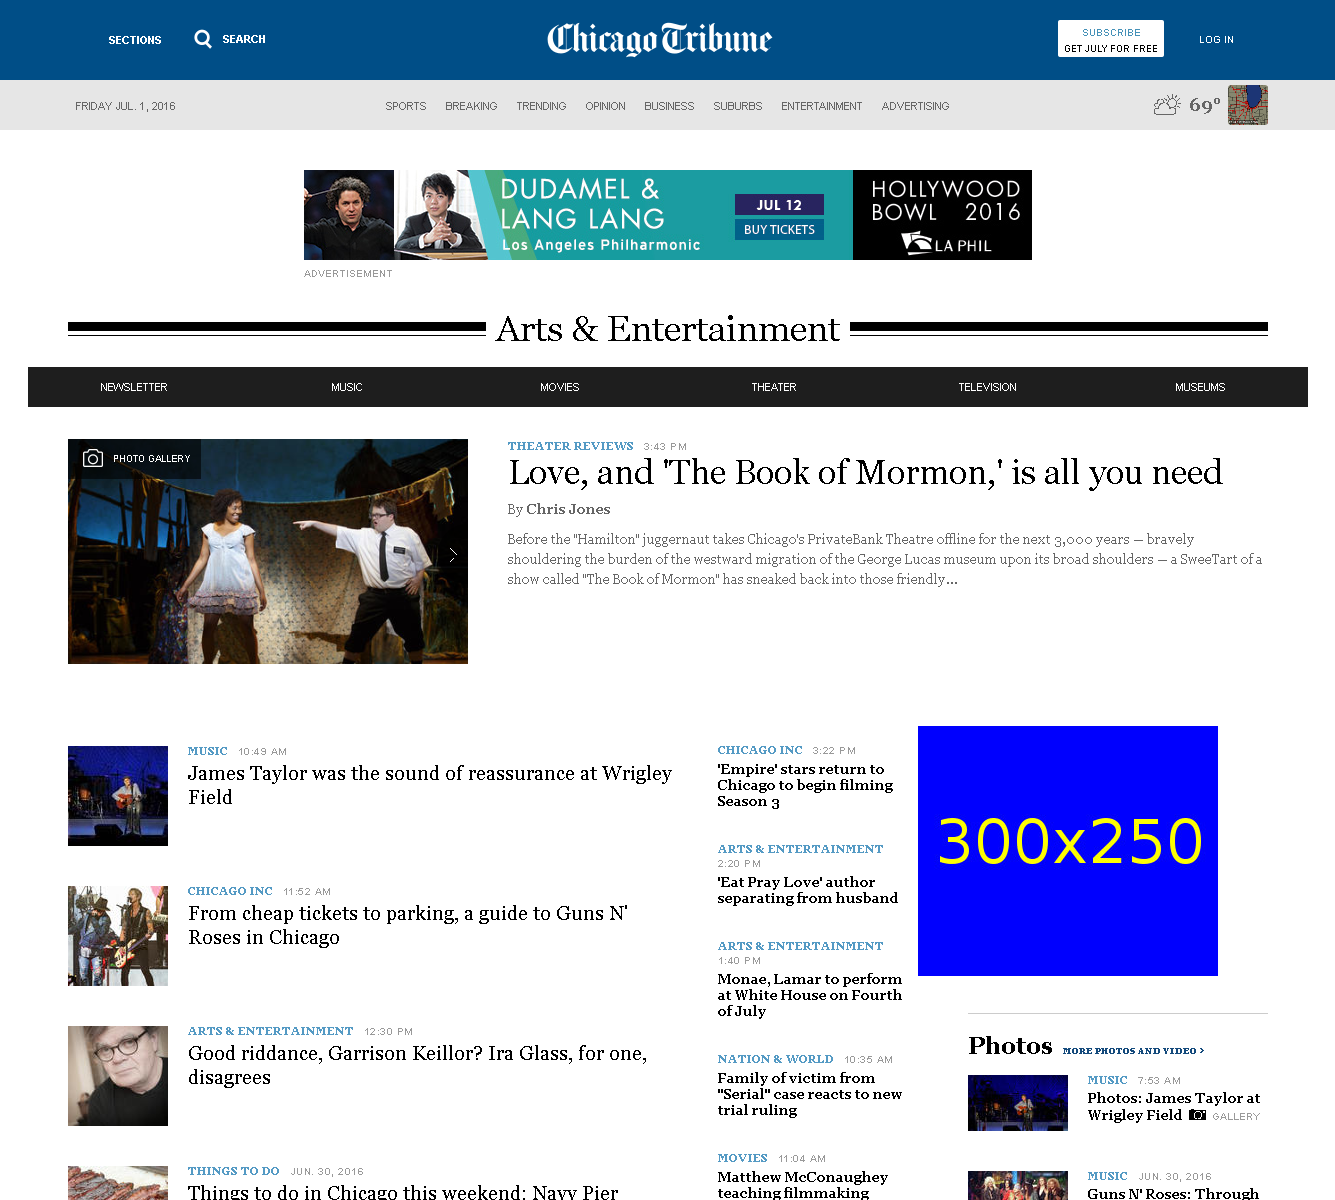 SECTIONS
SEARCH
Chicago Tribune
SUBSCRIBE
GET JULY FOR FREE
LOG IN
FRIDAY JUL. 1, 2016
SPORTS BREAKING TRENDING OPINION BUSINESS SUBURBS ENTERTAINMENT ADVERTISING
69°
DUDAMEL &
LANG LANG
Los Angeles Philharmonic
JUL 12
BUY TICKETS
HOLLYWOOD
BOWL 2016
LA PHIL
ADVERTISEMENT
Arts & Entertainment
NEWSLETTER MUSIC MOVIES THEATER TELEVISION MUSEUMS
PHOTO GALLERY
THEATER REVIEWS 3:43 PM
Love, and 'The Book of Mormon,' is all you need
By Chris Jones
Before the "Hamilton" juggernaut takes Chicago's PrivateBank Theatre offline for the next 3,000 years — bravely
shouldering the burden of the westward migration of the George Lucas museum upon its broad shoulders — a SweeTart of a
show called "The Book of Mormon" has sneaked back into those friendly...
MUSIC 10:49 AM
James Taylor was the sound of reassurance at Wrigley
Field
CHICAGO INC 11:52 AM
From cheap tickets to parking, a guide to Guns N'
Roses in Chicago
ARTS & ENTERTAINMENT 12:30 PM
Good riddance, Garrison Keillor? Ira Glass, for one,
disagrees
THINGS TO DO JUN. 30, 2016
Things to do in Chicago this weekend: Navy Pier
CHICAGO INC 3:22 PM
'Empire' stars return to
Chicago to begin filming
Season 3
ARTS & ENTERTAINMENT
2:20 PM
'Eat Pray Love' author
separating from husband
ARTS & ENTERTAINMENT
1:40 PM
Monae, Lamar to perform
at White House on Fourth
of July
NATION & WORLD 10:35 AM
Family of victim from
"Serial" case reacts to new
trial ruling
MOVIES 11:04 AM
Matthew McConaughey
teaching filmmaking
300x250
Photos MORE PHOTOS AND VIDEO ›
MUSIC 7:53 AM
Photos: James Taylor at
Wrigley Field GALLERY
MUSIC JUN. 30, 2016
Guns N' Roses: Through